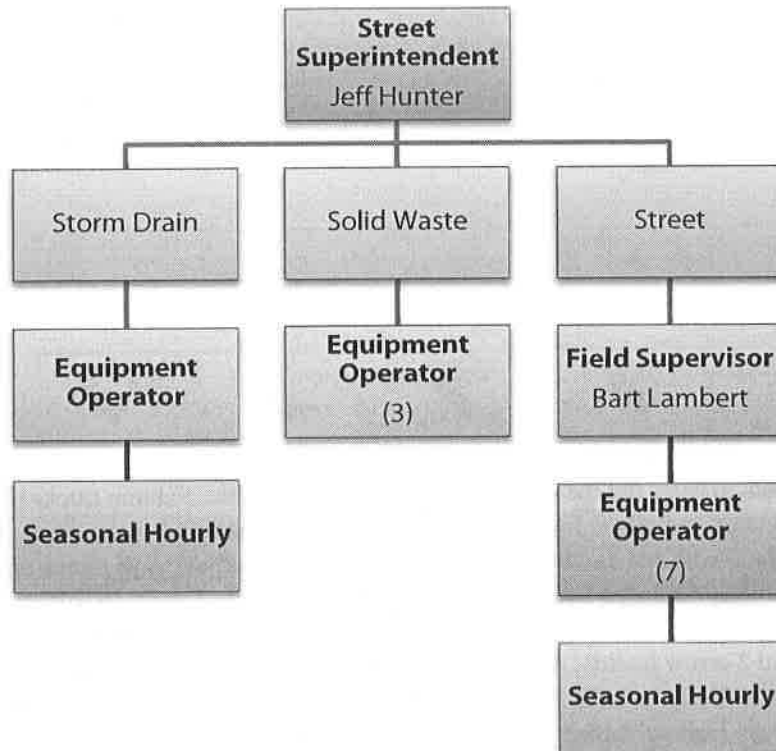 Street
Superintendent
Jeff Hunter
Storm Drain
Solid Waste
Street
Equipment
Operator
Equipment
Operator
(3)
Field Supervisor
Bart Lambert
Seasonal Hourly
Equipment
Operator
(7)
Seasonal Hourly